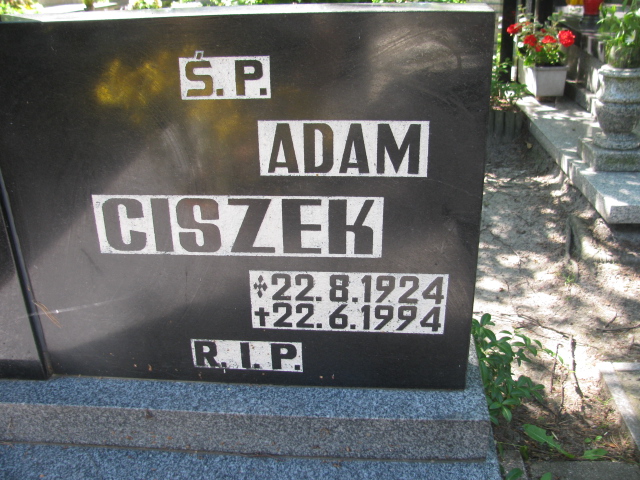 Ś.P.
ADAM
CISZEK
22.8.1924
†22.6.1994
R.I.P.